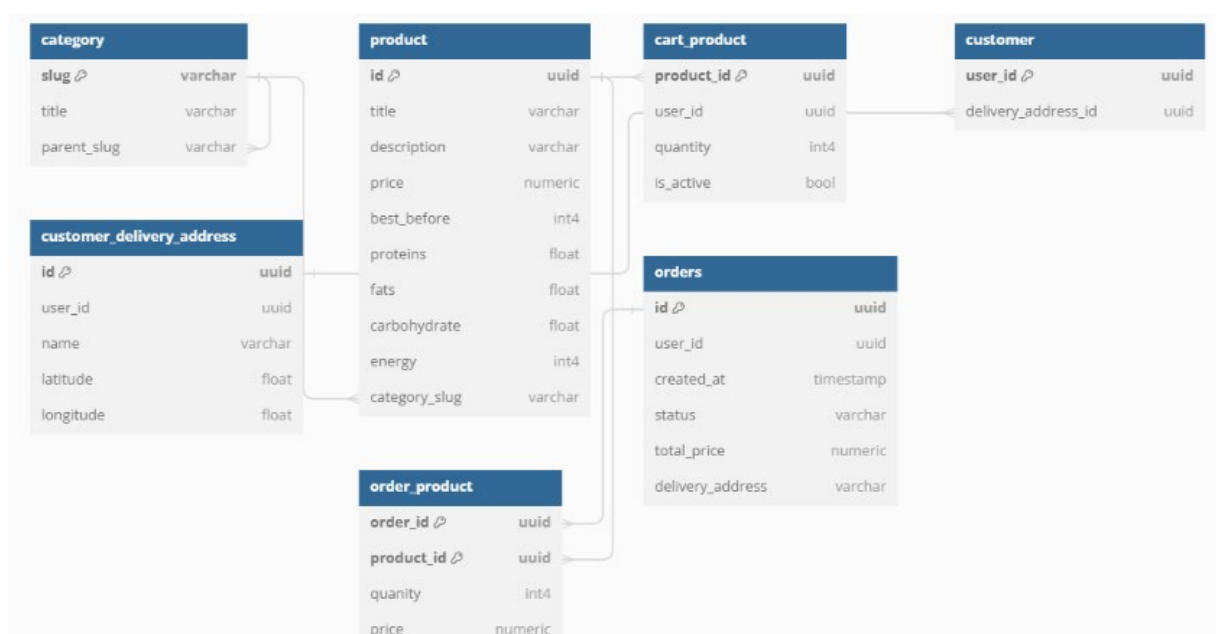 category
slug varchar
title varchar
parent_slug varchar
customer_delivery_address
id uuid
user_id uuid
name varchar
latitude float
longitude float
product
id uuid
title varchar
description varchar
price numeric
best_before int4
proteins float
fats float
carbohydrate float
energy int4
category_slug varchar
order_product
order_id uuid
product_id uuid
quanity int4
price numeric
cart_product
product_id uuid
user_id uuid
quantity int4
is_active bool
orders
id uuid
user_id uuid
created_at timestamp
status varchar
total_price numeric
delivery_address varchar
customer
user_id uuid
delivery_address_id uuid